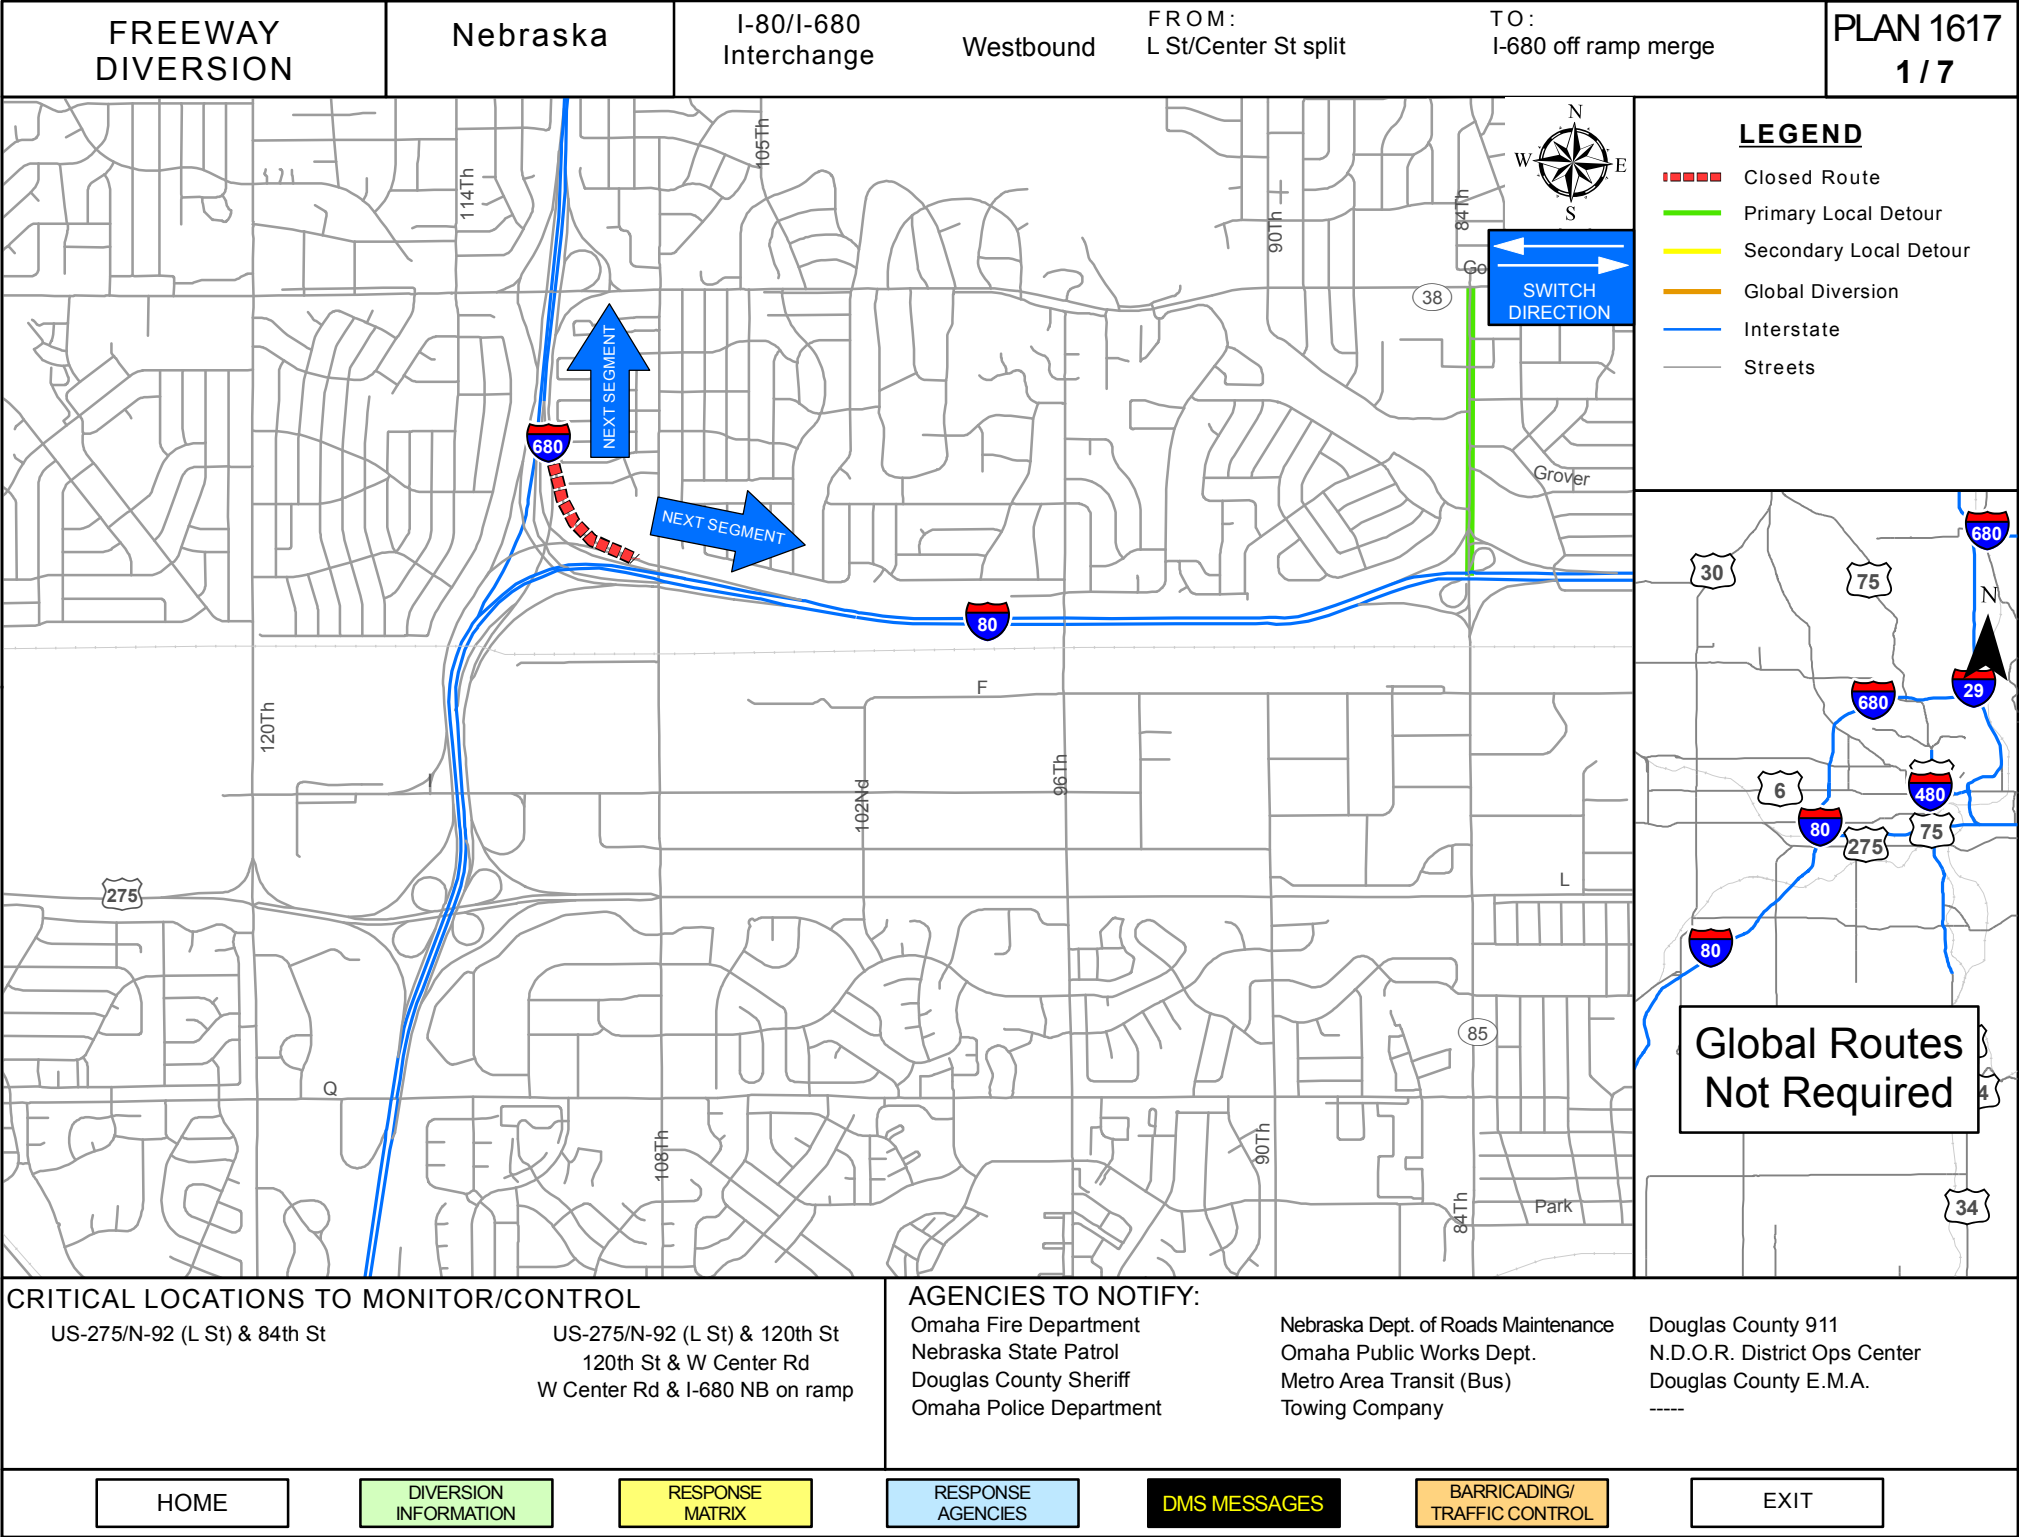 FREEWAY
DIVERSION
Nebraska
I-80/I-680
Interchange
Westbound
FROM:
L St/Center St split
TO:
I-680 off ramp merge
PLAN 1617
1 / 7
LEGEND
Closed Route
Primary Local Detour
Secondary Local Detour
Global Diversion
Interstate
Streets
N
W
E
S
SWITCH
DIRECTION
105Th
114Th
90Th
84Th
Go
38
NEXT SEGMENT
680
NEXT SEGMENT
Grover
80
F
120Th
I
102Nd
96Th
275
L
85
Q
108Th
90Th
84Th
Park
680
30
75
N
29
680
6
480
80
275
75
80
Global Routes
Not Required
4
34
CRITICAL LOCATIONS TO MONITOR/CONTROL
US-275/N-92 (L St) & 84th St
US-275/N-92 (L St) & 120th St
120th St & W Center Rd
W Center Rd & I-680 NB on ramp
AGENCIES TO NOTIFY:
Omaha Fire Department
Nebraska State Patrol
Douglas County Sheriff
Omaha Police Department
Nebraska Dept. of Roads Maintenance
Omaha Public Works Dept.
Metro Area Transit (Bus)
Towing Company
Douglas County 911
N.D.O.R. District Ops Center
Douglas County E.M.A.
-----
HOME
DIVERSION
INFORMATION
RESPONSE
MATRIX
RESPONSE
AGENCIES
DMS MESSAGES
BARRICADING/
TRAFFIC CONTROL
EXIT